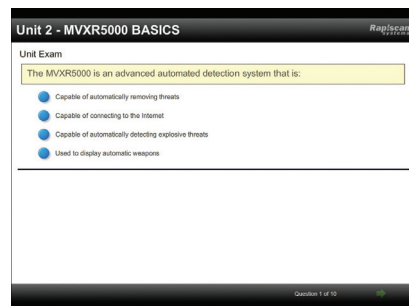 Unit 2 - MVXR5000 BASICS
Rap!scan
systems
Unit Exam
The MVXR5000 is an advanced automated detection system that is:
Capable of automatically removing threats
Capable of connecting to the Internet
Capable of automatically detecting explosive threats
Used to display automatic weapons
Question 1 of 10